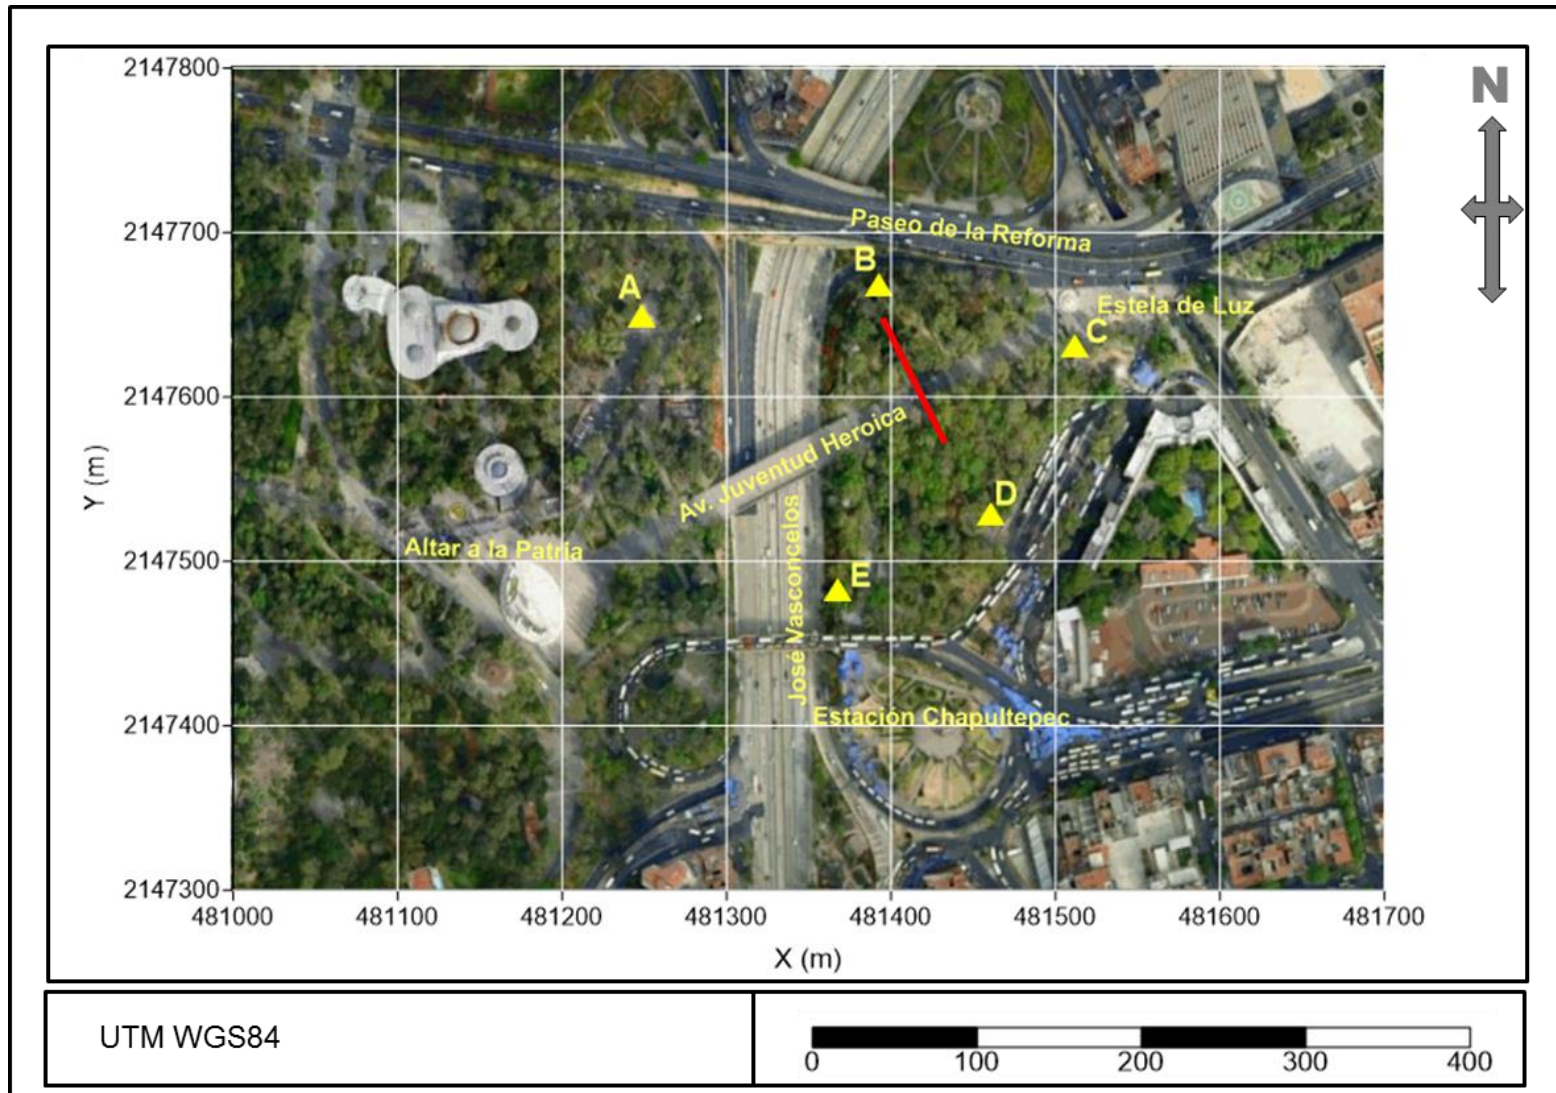 N
2147800
2147700
2147600
2147500
2147400
2147300
Y (m)
Paseo de la Reforma
B
A
Estela de Luz
C
Av. Juventud Heroica
D
Altar a la Patria
José Vasconcelos
E
Estación Chapultepec
481000 481100 481200 481300 481400 481500 481600 481700
X (m)
UTM WGS84
0 100 200 300 400